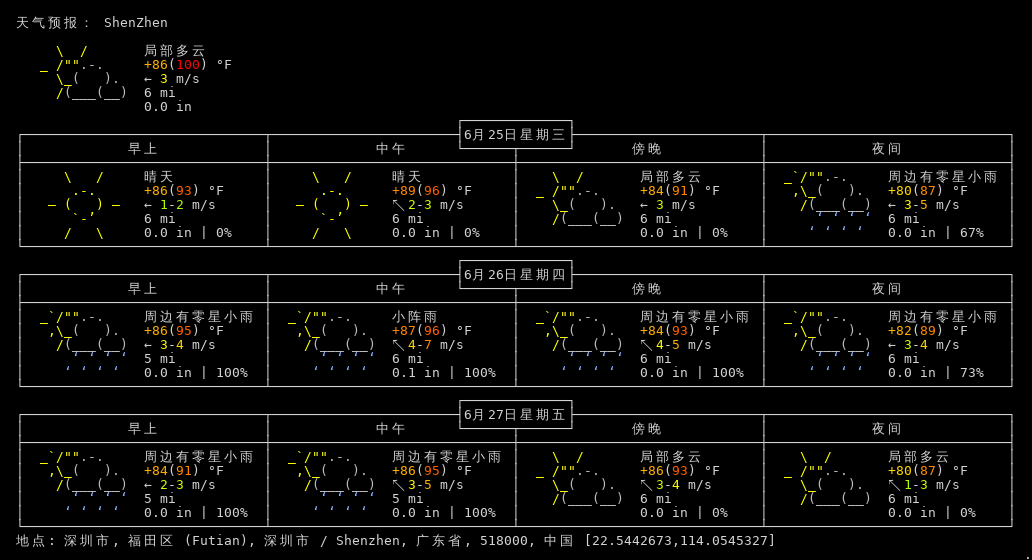 天气预报： ShenZhen
局部多云
+86(100) °F
← 3 m/s
6 mi
0.0 in
6月25日星期三
早上 中午 傍晚 夜间
晴天 晴天 局部多云 周边有零星小雨
+86(93) °F +89(96) °F +84(91) °F +80(87) °F
← 1-2 m/s ↖ 2-3 m/s ← 3 m/s ← 3-5 m/s
6 mi 6 mi 6 mi 6 mi
0.0 in | 0% 0.0 in | 0% 0.0 in | 0% 0.0 in | 67%
6月26日星期四
早上 中午 傍晚 夜间
周边有零星小雨 小阵雨 周边有零星小雨 周边有零星小雨
+86(95) °F +87(96) °F +84(93) °F +82(89) °F
← 3-4 m/s ↖ 4-7 m/s ↖ 4-5 m/s ← 3-4 m/s
5 mi 6 mi 6 mi 6 mi
0.0 in | 100% 0.1 in | 100% 0.0 in | 100% 0.0 in | 73%
6月27日星期五
早上 中午 傍晚 夜间
周边有零星小雨 周边有零星小雨 局部多云 局部多云
+84(91) °F +86(95) °F +86(93) °F +80(87) °F
← 2-3 m/s ↖ 3-5 m/s ↖ 3-4 m/s ↖ 1-3 m/s
5 mi 5 mi 6 mi 6 mi
0.0 in | 100% 0.0 in | 100% 0.0 in | 0% 0.0 in | 0%
地点: 深圳市, 福田区 (Futian), 深圳市 / Shenzhen, 广东省, 518000, 中国 [22.5442673,114.0545327]